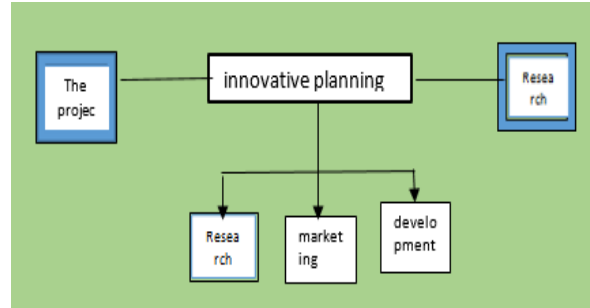 innovative planning
The
projec
Resea
rch
Resea
rch
market
ing
develo
pment